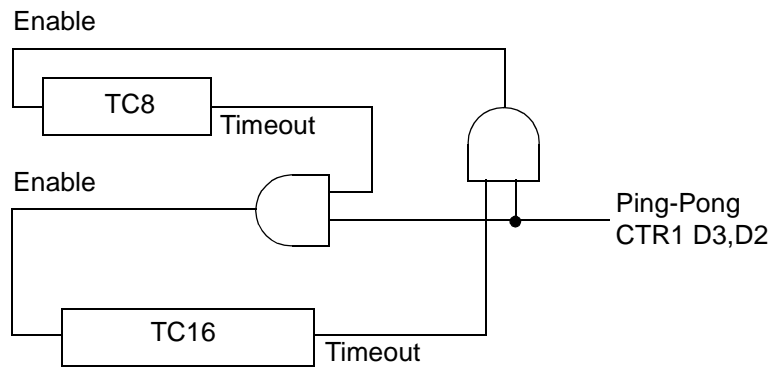 Enable
TC8
Timeout
Enable
Ping-Pong
CTR1 D3,D2
TC16
Timeout